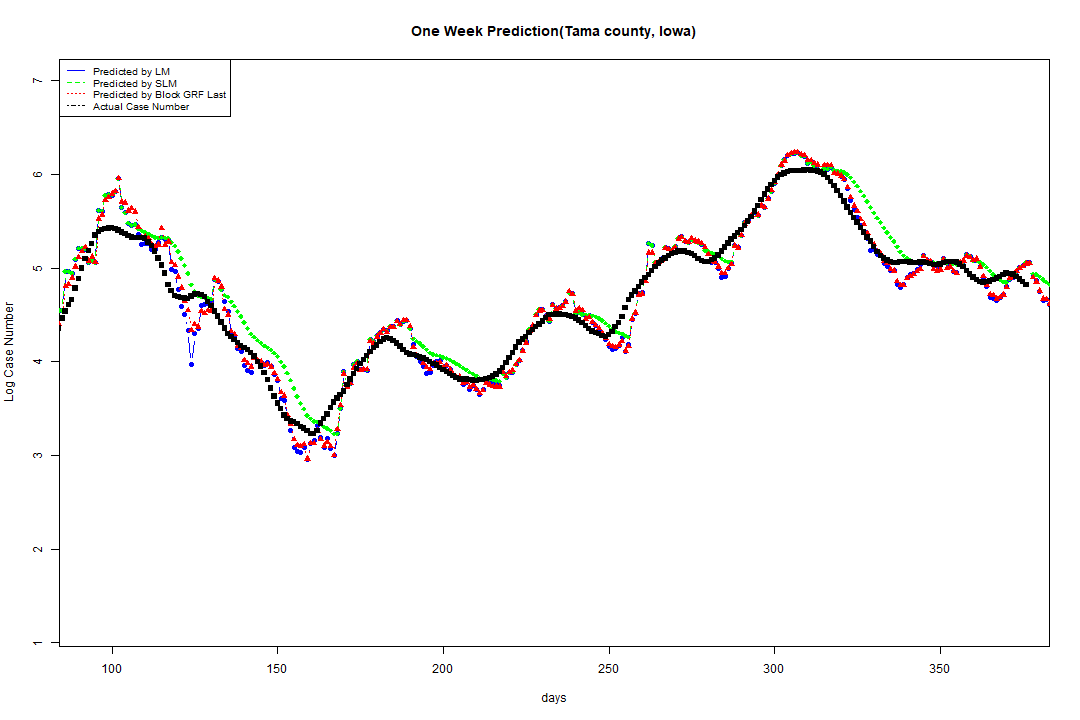 One Week Prediction(Tama county, Iowa)
Predicted by LM
Predicted by SLM
Predicted by Block GRF Last
Actual Case Number
7
6
5
4
3
2
1
Log Case Number
100 150 200 250 300 350
days